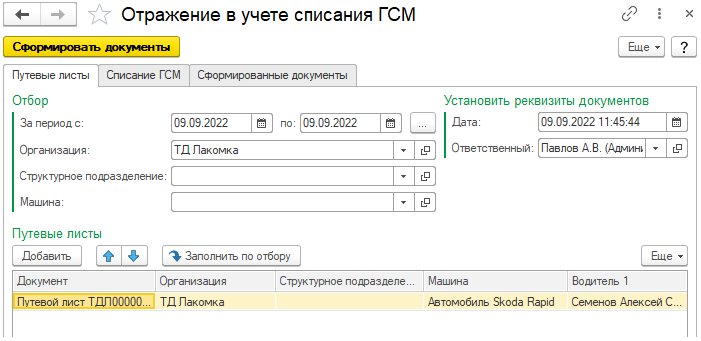 Отражение в учете списания ГСМ
Сформировать документы
Еще
?
Путевые листы
Списание ГСМ
Сформированные документы
Отбор
Установить реквизиты документов
За период с: 09.09.2022 по: 09.09.2022 ...
Дата: 09.09.2022 11:45:44
Организация: ТД Лакомка
Ответственный: Павлов А.В. (Админи
Структурное подразделение:
Машина:
Путевые листы
Добавить
Заполнить по отбору
Еще
Документ Организация Структурное подразделе... Машина Водитель 1
Путевой лист ТДЛ00000... ТД Лакомка Автомобиль Skoda Rapid Семенов Алексей С...